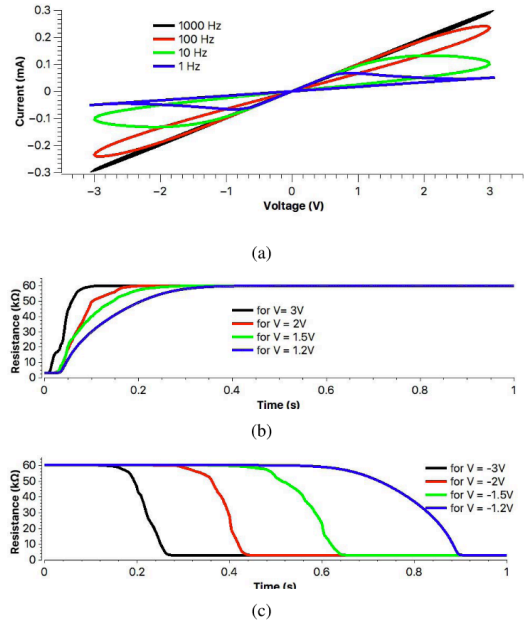 0.3
0.2
0.1
0
−0.1
−0.2
−0.3
Current (mA)
1000 Hz
100 Hz
10 Hz
1 Hz
−3 −2 −1 0 1 2 3
Voltage (V)
(a)
60
50
40
30
20
10
0
Resistance (kΩ)
for V= 3V
for V = 2V
for V = 1.5V
for V = 1.2V
0 0.2 0.4 0.6 0.8 1
Time (s)
(b)
60
50
40
30
20
10
0
Resistance (kΩ)
for V = -3V
for V = -2V
for V = -1.5V
for V = -1.2V
0 0.2 0.4 0.6 0.8 1
Time (s)
(c)